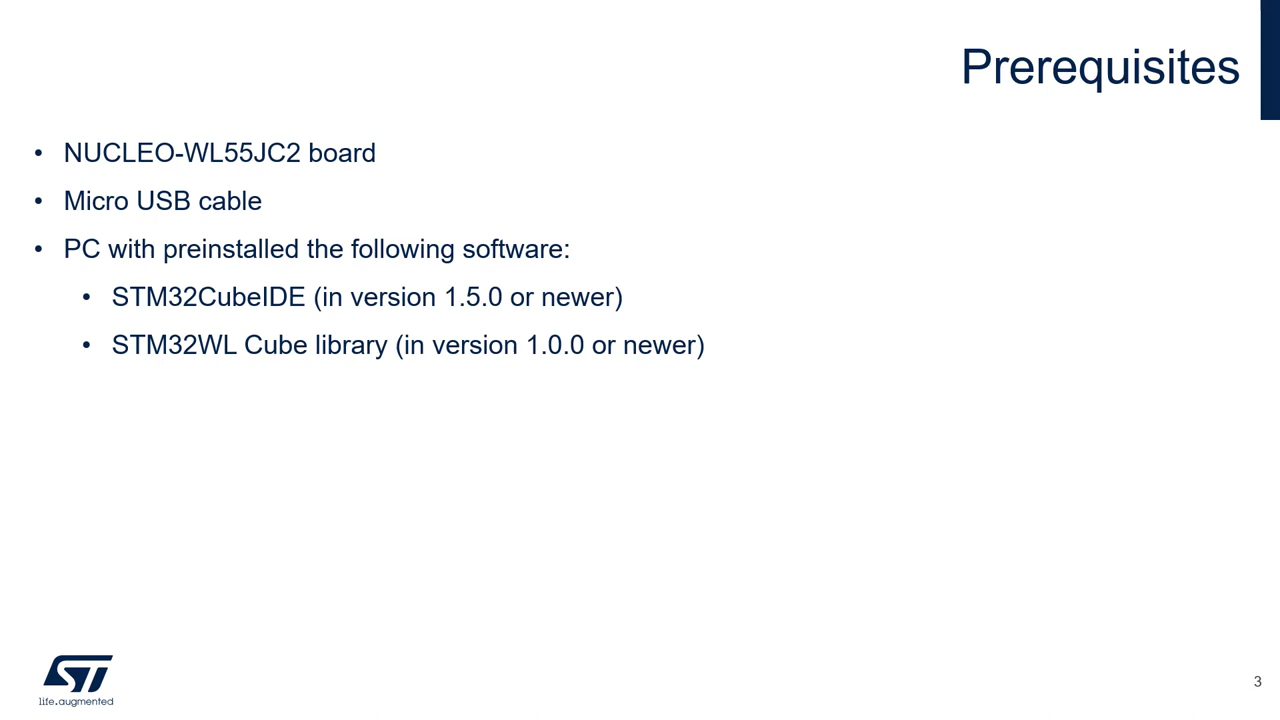 Prerequisites
• NUCLEO-WL55JC2 board
• Micro USB cable
• PC with preinstalled the following software:
• STM32CubeIDE (in version 1.5.0 or newer)
• STM32WL Cube library (in version 1.0.0 or newer)
ST
life.augmented
3